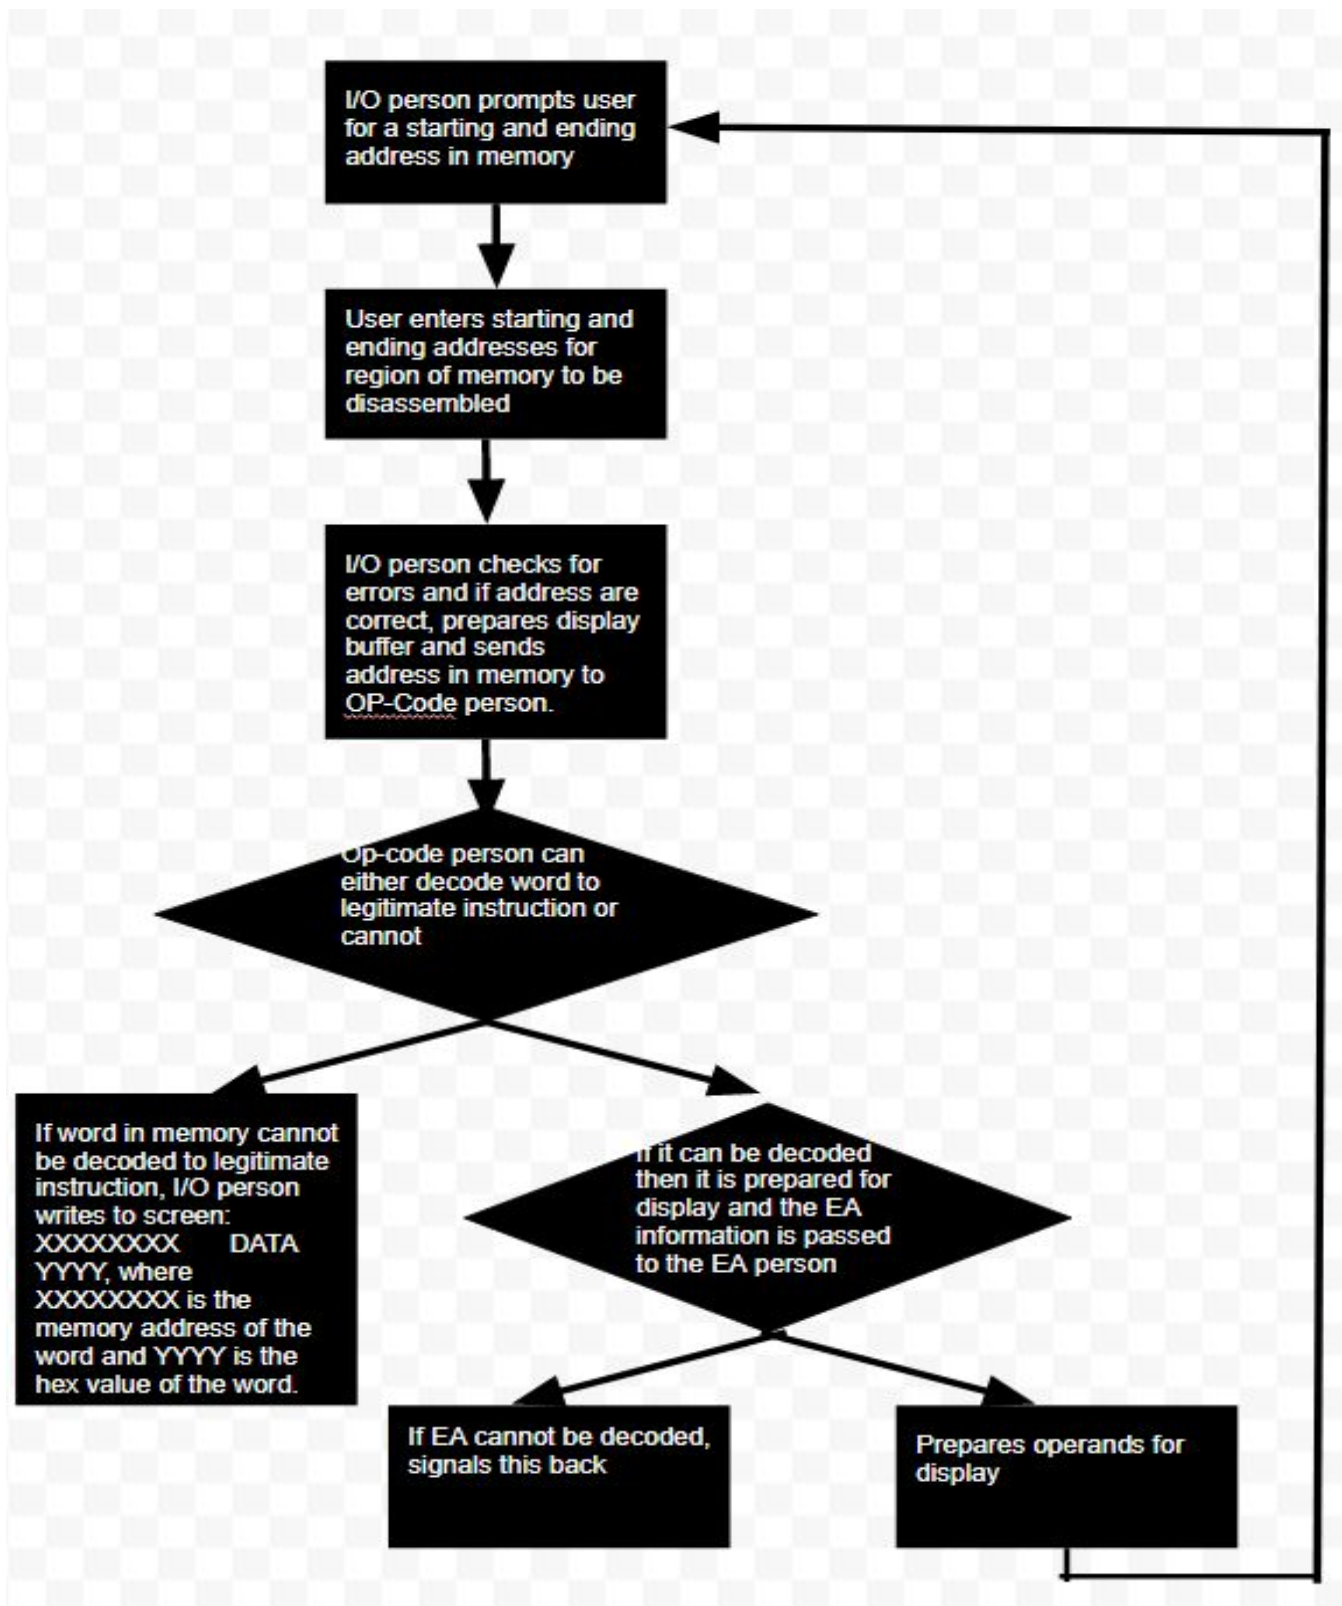 I/O person prompts user
for a starting and ending
address in memory
User enters starting and
ending addresses for
region of memory to be
disassembled
I/O person checks for
errors and if address are
correct, prepares display
buffer and sends
address in memory to
OP-Code person.
Op-code person can
either decode word to
legitimate instruction or
cannot
If word in memory cannot
be decoded to legitimate
instruction, I/O person
writes to screen:
XXXXXXXX DATA
YYYY, where
XXXXXXXX is the
memory address of the
word and YYYY is the
hex value of the word.
If it can be decoded
then it is prepared for
display and the EA
information is passed
to the EA person
If EA cannot be decoded,
signals this back
Prepares operands for
display